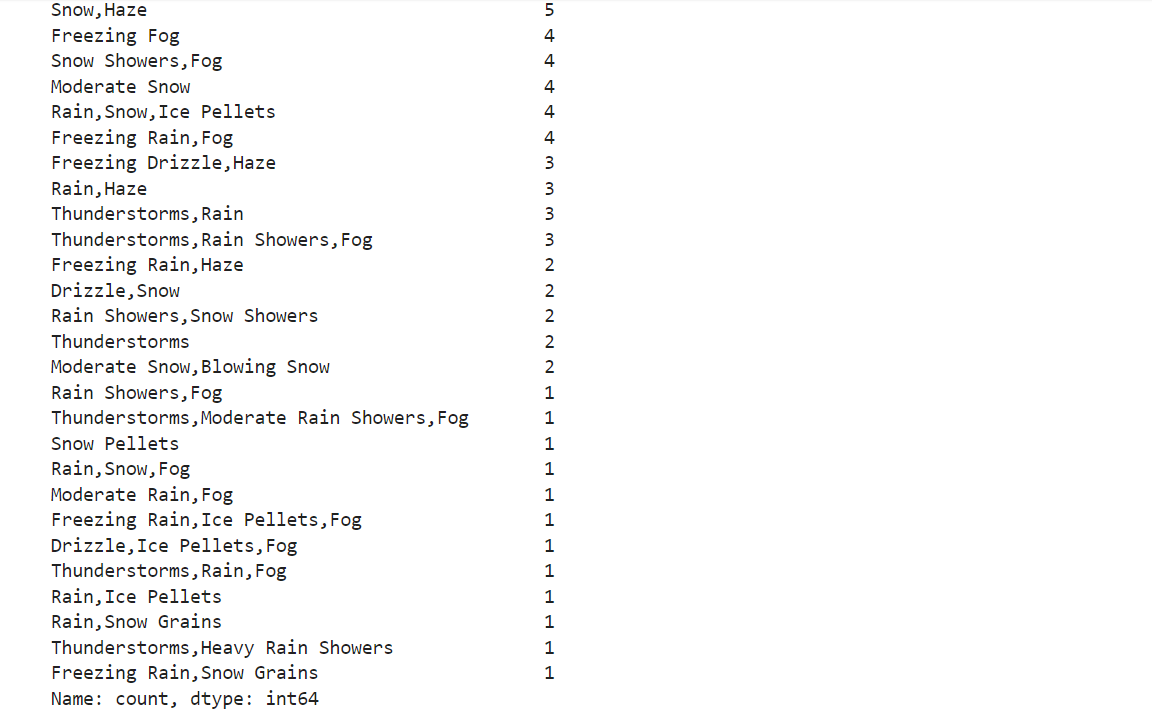 Snow,Haze 5
Freezing Fog 4
Snow Showers,Fog 4
Moderate Snow 4
Rain,Snow,Ice Pellets 4
Freezing Rain,Fog 4
Freezing Drizzle,Haze 3
Rain,Haze 3
Thunderstorms,Rain 3
Thunderstorms,Rain Showers,Fog 3
Freezing Rain,Haze 2
Drizzle,Snow 2
Rain Showers,Snow Showers 2
Thunderstorms 2
Moderate Snow,Blowing Snow 2
Rain Showers,Fog 1
Thunderstorms,Moderate Rain Showers,Fog 1
Snow Pellets 1
Rain,Snow,Fog 1
Moderate Rain,Fog 1
Freezing Rain,Ice Pellets,Fog 1
Drizzle,Ice Pellets,Fog 1
Thunderstorms,Rain,Fog 1
Rain,Ice Pellets 1
Rain,Snow Grains 1
Thunderstorms,Heavy Rain Showers 1
Freezing Rain,Snow Grains 1
Name: count, dtype: int64